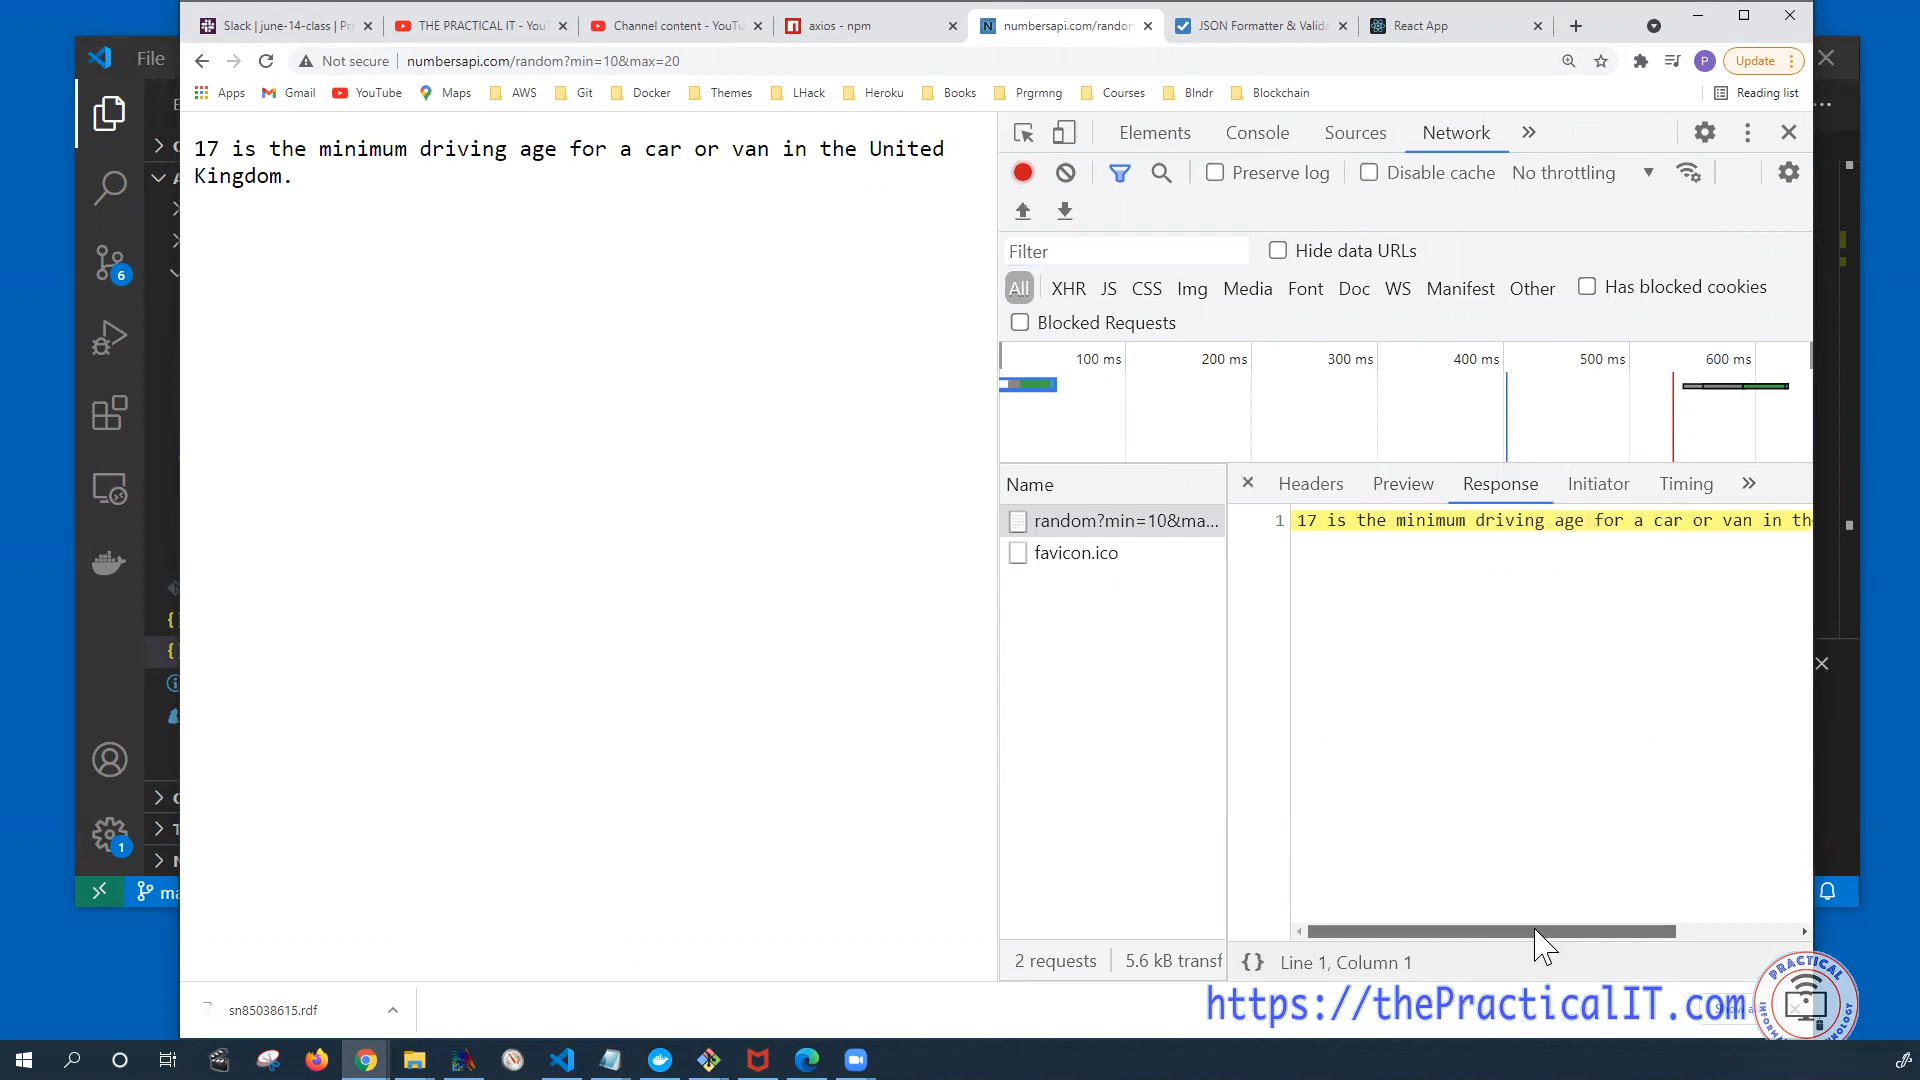 Slack | june-14-class | Pra
THE PRACTICAL IT - YouT
Channel content - YouTu
axios - npm
numbersapi.com/random
JSON Formatter & Valida
React App
File
Not secure
numbersapi.com/random?min=10&max=20
Update
Apps
Gmail
YouTube
Maps
AWS
Git
Docker
Themes
LHack
Heroku
Books
Prgrmng
Courses
Blndr
Blockchain
Reading list
17 is the minimum driving age for a car or van in the United
Kingdom.
Elements
Console
Sources
Network
Preserve log
Disable cache
No throttling
Filter
Hide data URLs
All
XHR
JS
CSS
Img
Media
Font
Doc
WS
Manifest
Other
Has blocked cookies
Blocked Requests
100 ms
200 ms
300 ms
400 ms
500 ms
600 ms
Name
Headers
Preview
Response
Initiator
Timing
random?min=10&ma...
1
17 is the minimum driving age for a car or van in the
favicon.ico
6
1
ma
2 requests
5.6 kB transf
{}
Line 1, Column 1
https://thePracticalIT.com
PRACTICAL
sn85038615.rdf